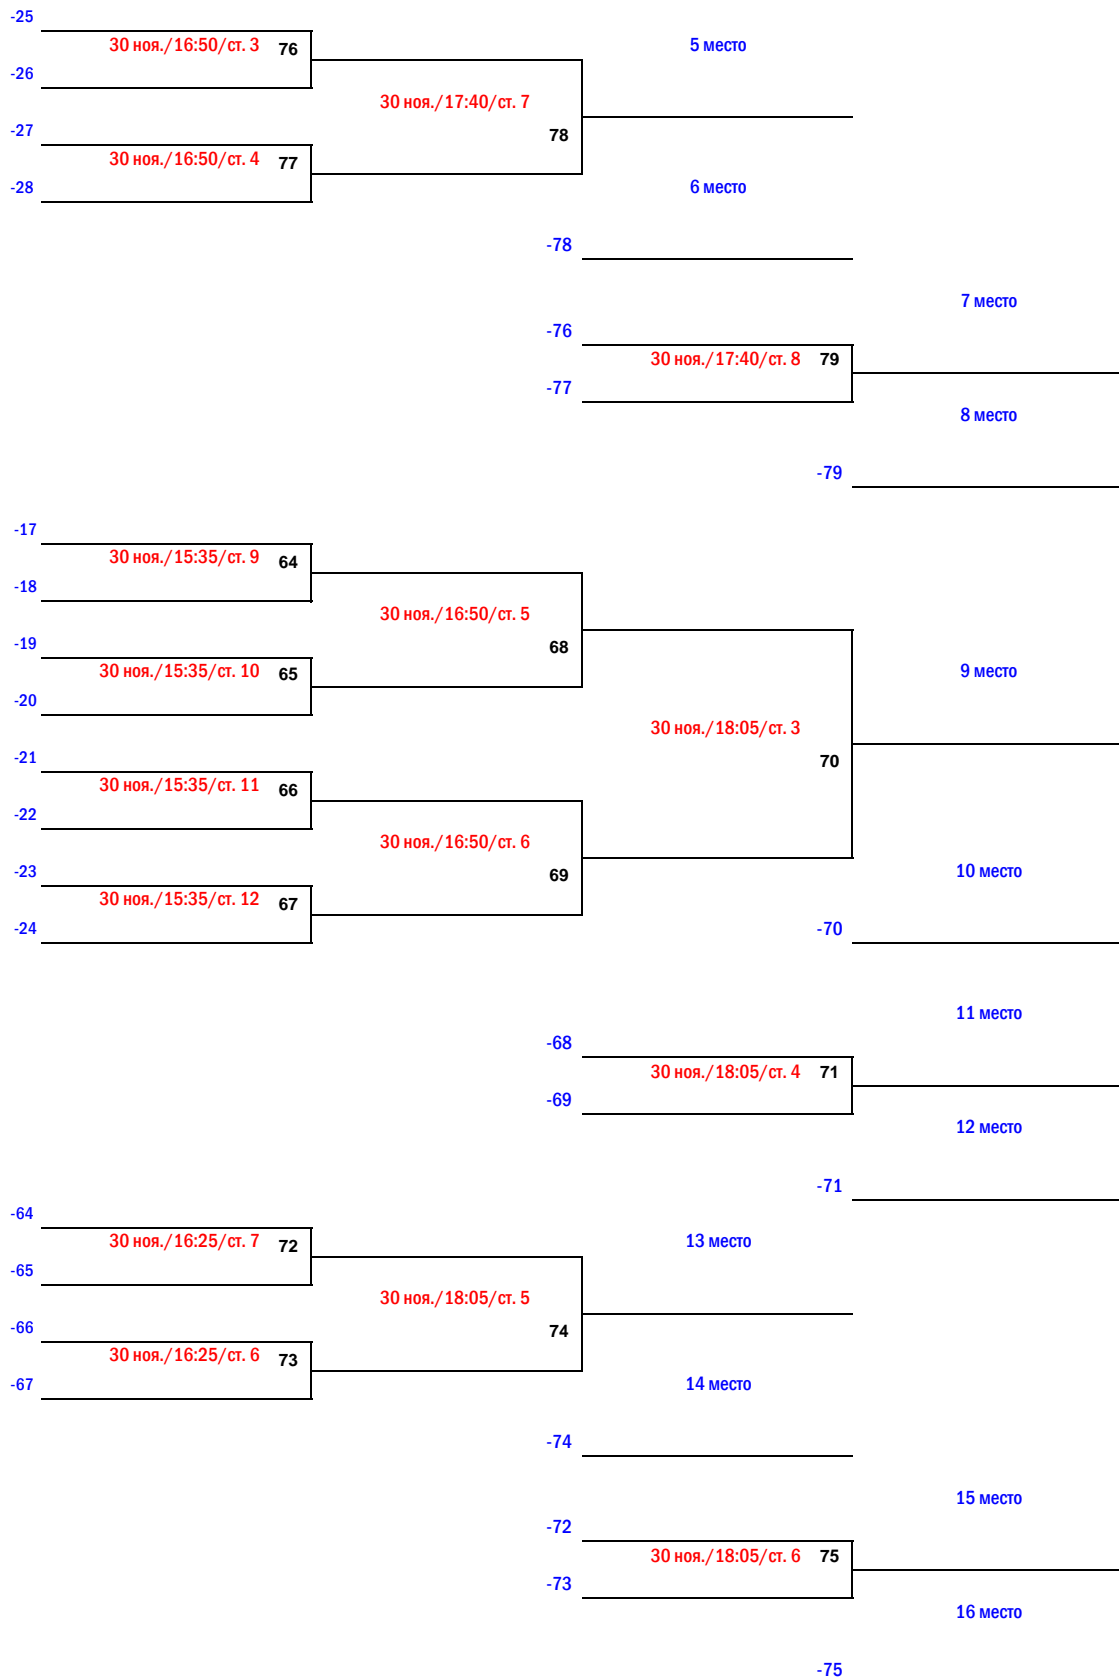 -25
30 ноя./16:50/ст. 3 76
5 место
-26
30 ноя./17:40/ст. 7
-27
78
30 ноя./16:50/ст. 4 77
-28
6 место
-78
7 место
-76
30 ноя./17:40/ст. 8 79
-77
8 место
-79
-17
30 ноя./15:35/ст. 9 64
-18
30 ноя./16:50/ст. 5
-19
68
30 ноя./15:35/ст. 10 65
9 место
-20
30 ноя./18:05/ст. 3
-21
70
30 ноя./15:35/ст. 11 66
-22
30 ноя./16:50/ст. 6
-23
69
10 место
30 ноя./15:35/ст. 12 67
-24
-70
11 место
-68
30 ноя./18:05/ст. 4 71
-69
12 место
-71
-64
30 ноя./16:25/ст. 7 72
13 место
-65
30 ноя./18:05/ст. 5
-66
74
30 ноя./16:25/ст. 6 73
-67
14 место
-74
15 место
-72
30 ноя./18:05/ст. 6 75
-73
16 место
-75